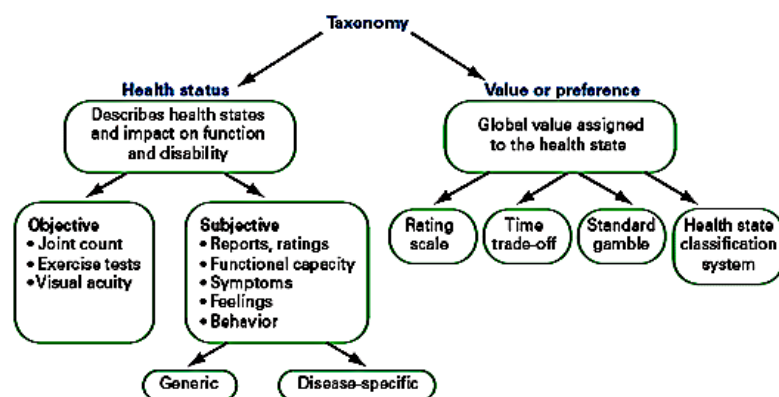 Taxonomy
Health status
Describes health states
and impact on function
and disability
Objective
• Joint count
• Exercise tests
• Visual acuity
Subjective
• Reports, ratings
• Functional capacity
• Symptoms
• Feelings
• Behavior
Generic
Disease-specific
Value or preference
Global value assigned
to the health state
Rating
scale
Time
trade-off
Standard
gamble
Health state
classification
system